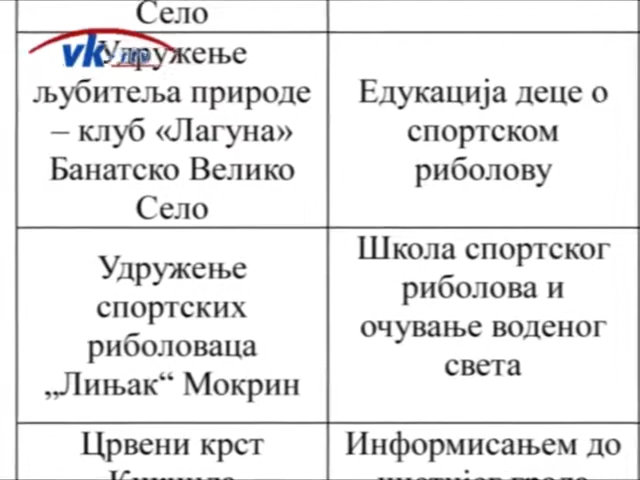 Село
vk
Удружење
љубитеља природе
– клуб «Лагуна»
Банатско Велико
Село
Едукација деце о
спортском
риболову
Удружење
спортских
риболоваца
„Лињак“ Мокрин
Школа спортског
риболова и
очување воденог
света
Црвени крст
Информисањем до